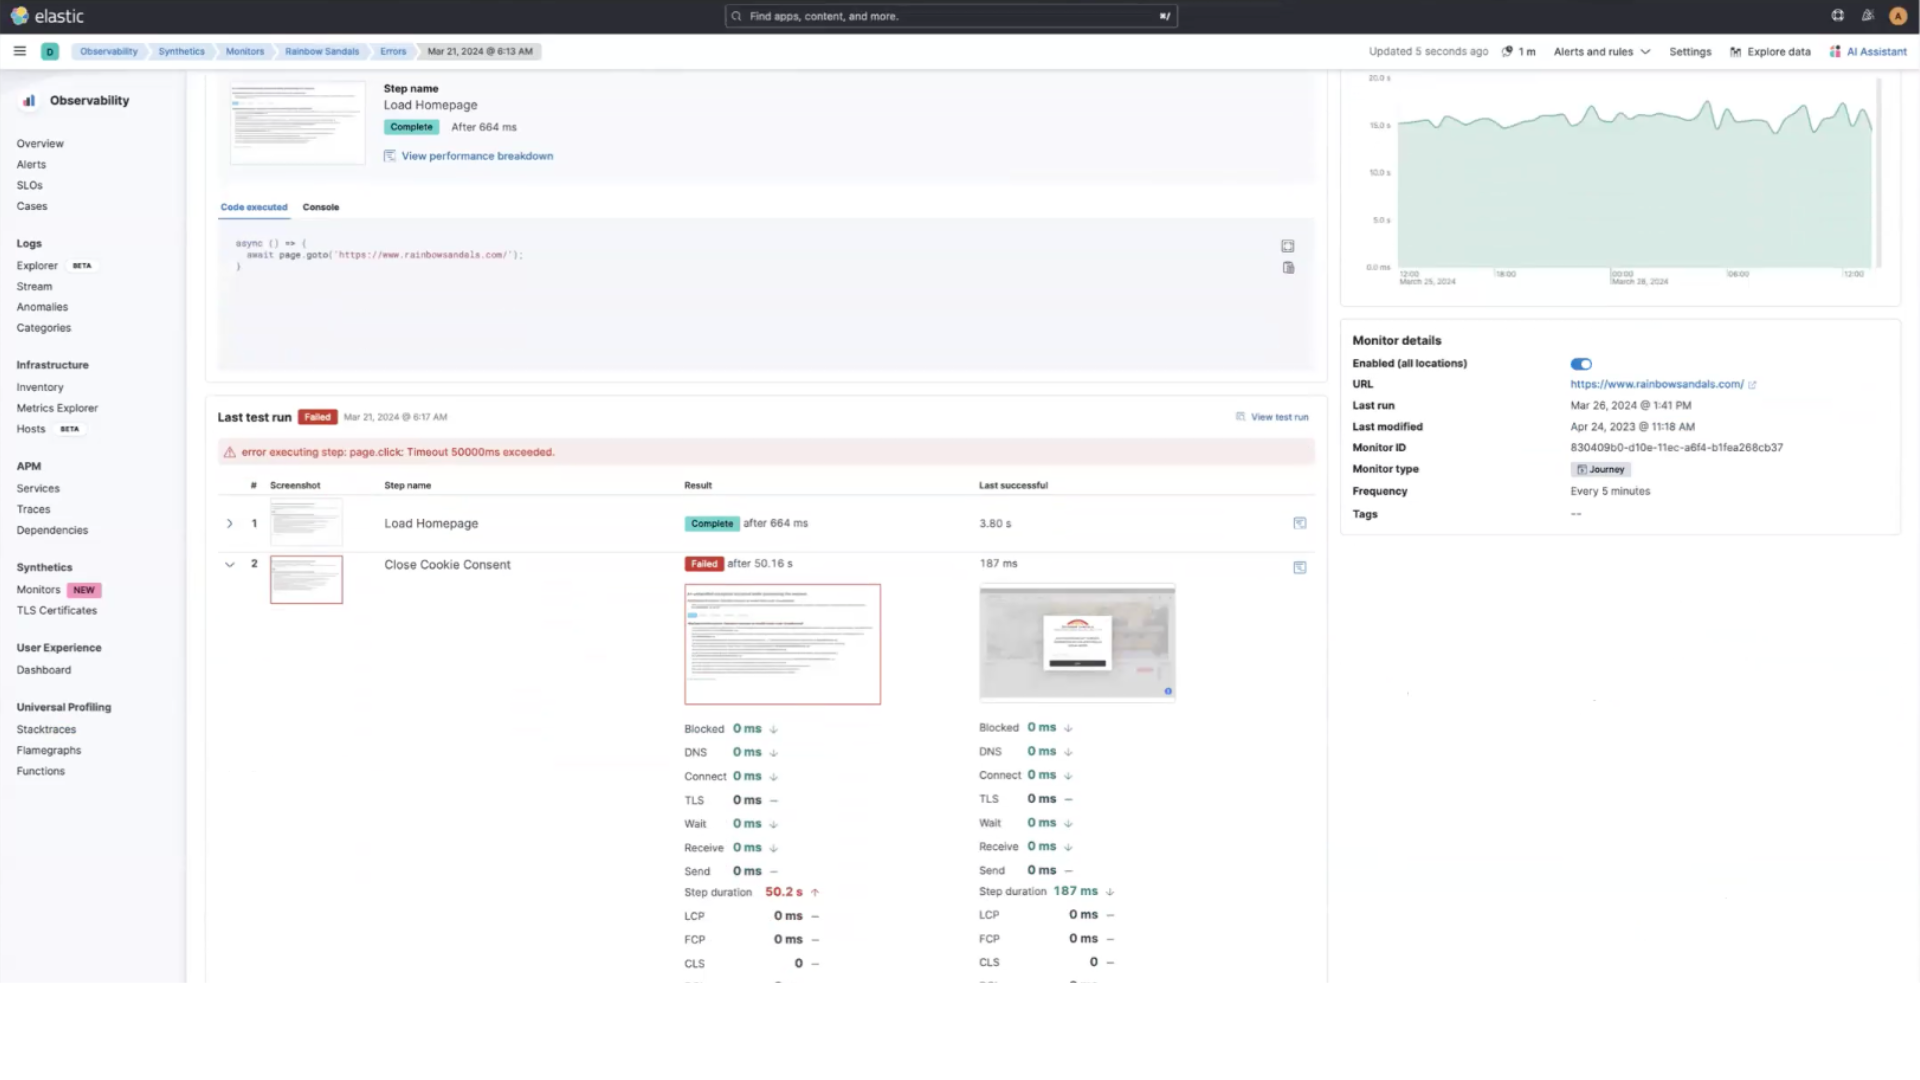 elastic
Find apps, content, and more.
⌘/
A
D
Observability
Synthetics
Monitors
Rainbow Sandals
Errors
Mar 21, 2024 @ 6:13 AM
Updated 5 seconds ago
1 m
Alerts and rules
Settings
Explore data
AI Assistant
Observability
Overview
Alerts
SLOs
Cases
Logs
Explorer BETA
Stream
Anomalies
Categories
Infrastructure
Inventory
Metrics Explorer
Hosts BETA
APM
Services
Traces
Dependencies
Synthetics
Monitors NEW
TLS Certificates
User Experience
Dashboard
Universal Profiling
Stacktraces
Flamegraphs
Functions
Step name
Load Homepage
Complete After 664 ms
View performance breakdown
Code executed Console
async () => {
await page.goto('https://www.rainbowsandals.com/');
}
Last test run Failed Mar 21, 2024 @ 6:17 AM View test run
error executing step: page.click: Timeout 50000ms exceeded.
# Screenshot Step name Result Last successful
1 Load Homepage Complete after 664 ms 3.80 s
2 Close Cookie Consent Failed after 50.16 s 187 ms
Blocked 0 ms Blocked 0 ms
DNS 0 ms DNS 0 ms
Connect 0 ms Connect 0 ms
TLS 0 ms – TLS 0 ms –
Wait 0 ms Wait 0 ms
Receive 0 ms Receive 0 ms
Send 0 ms – Send 0 ms –
Step duration 50.2 s Step duration 187 ms
LCP 0 ms – LCP 0 ms –
FCP 0 ms – FCP 0 ms –
CLS 0 – CLS 0 –
20.0 s
15.0 s
10.0 s
5.0 s
0.0 ms
12:00 18:00 00:00 06:00 12:00
March 25, 2024 March 26, 2024
Monitor details
Enabled (all locations)
URL https://www.rainbowsandals.com/
Last run Mar 26, 2024 @ 1:41 PM
Last modified Apr 24, 2023 @ 11:18 AM
Monitor ID 830409b0-d10e-11ec-a6f4-b1fea268cb37
Monitor type Journey
Frequency Every 5 minutes
Tags --